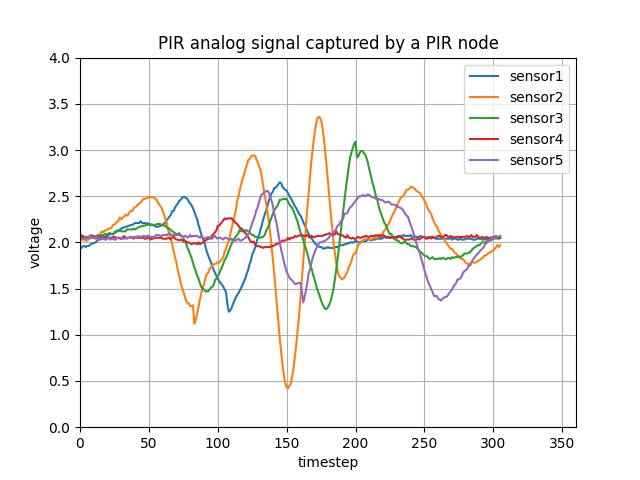 PIR analog signal captured by a PIR node
sensor1
sensor2
sensor3
sensor4
sensor5
voltage
4.0
3.5
3.0
2.5
2.0
1.5
1.0
0.5
0.0
0 50 100 150 200 250 300 350
timestep